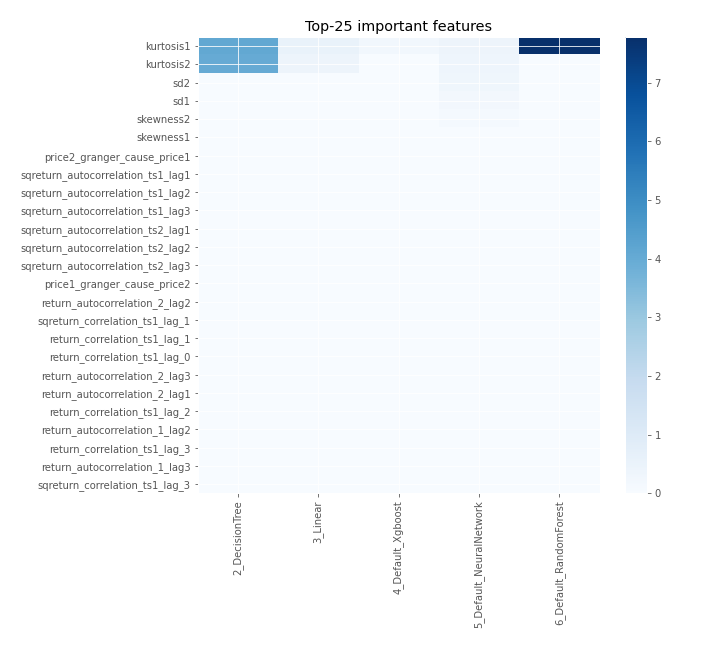 Top-25 important features
kurtosis1
kurtosis2
sd2
sd1
skewness2
skewness1
price2_granger_cause_price1
sqreturn_autocorrelation_ts1_lag1
sqreturn_autocorrelation_ts1_lag2
sqreturn_autocorrelation_ts1_lag3
sqreturn_autocorrelation_ts2_lag1
sqreturn_autocorrelation_ts2_lag2
sqreturn_autocorrelation_ts2_lag3
price1_granger_cause_price2
return_autocorrelation_2_lag2
sqreturn_correlation_ts1_lag_1
return_correlation_ts1_lag_1
return_correlation_ts1_lag_0
return_autocorrelation_2_lag3
return_autocorrelation_2_lag1
return_correlation_ts1_lag_2
return_autocorrelation_1_lag2
return_correlation_ts1_lag_3
return_autocorrelation_1_lag3
sqreturn_correlation_ts1_lag_3
2_DecisionTree
3_Linear
4_Default_Xgboost
5_Default_NeuralNetwork
6_Default_RandomForest
7
6
5
4
3
2
1
0